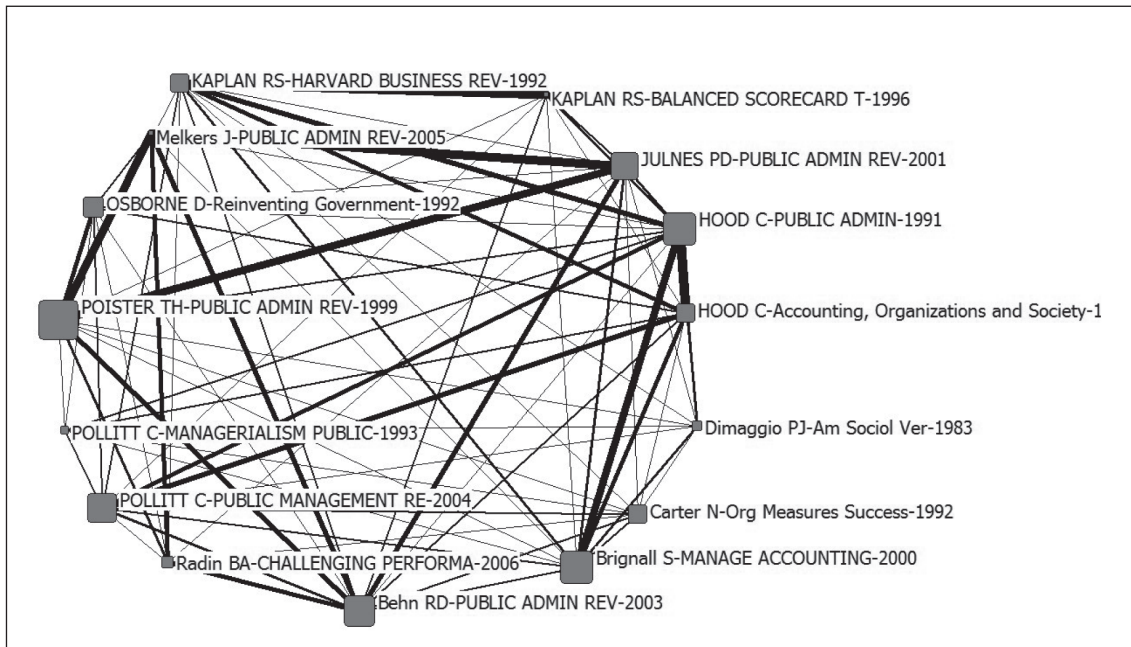 KAPLAN RS-HARVARD BUSINESS REV-1992
KAPLAN RS-BALANCED SCORECARD T-1996
Melkers J-PUBLIC ADMIN REV-2005
JULNES PD-PUBLIC ADMIN REV-2001
OSBORNE D-Reinventing Government-1992
HOOD C-PUBLIC ADMIN-1991
POISTER TH-PUBLIC ADMIN REV-1999
HOOD C-Accounting, Organizations and Society-1
POLLITT C-MANAGERIALISM PUBLIC-1993
Dimaggio PJ-Am Sociol Ver-1983
POLLITT C-PUBLIC MANAGEMENT RE-2004
Carter N-Org Measures Success-1992
Radin BA-CHALLENGING PERFORMA-2006
Brignall S-MANAGE ACCOUNTING-2000
Behn RD-PUBLIC ADMIN REV-2003